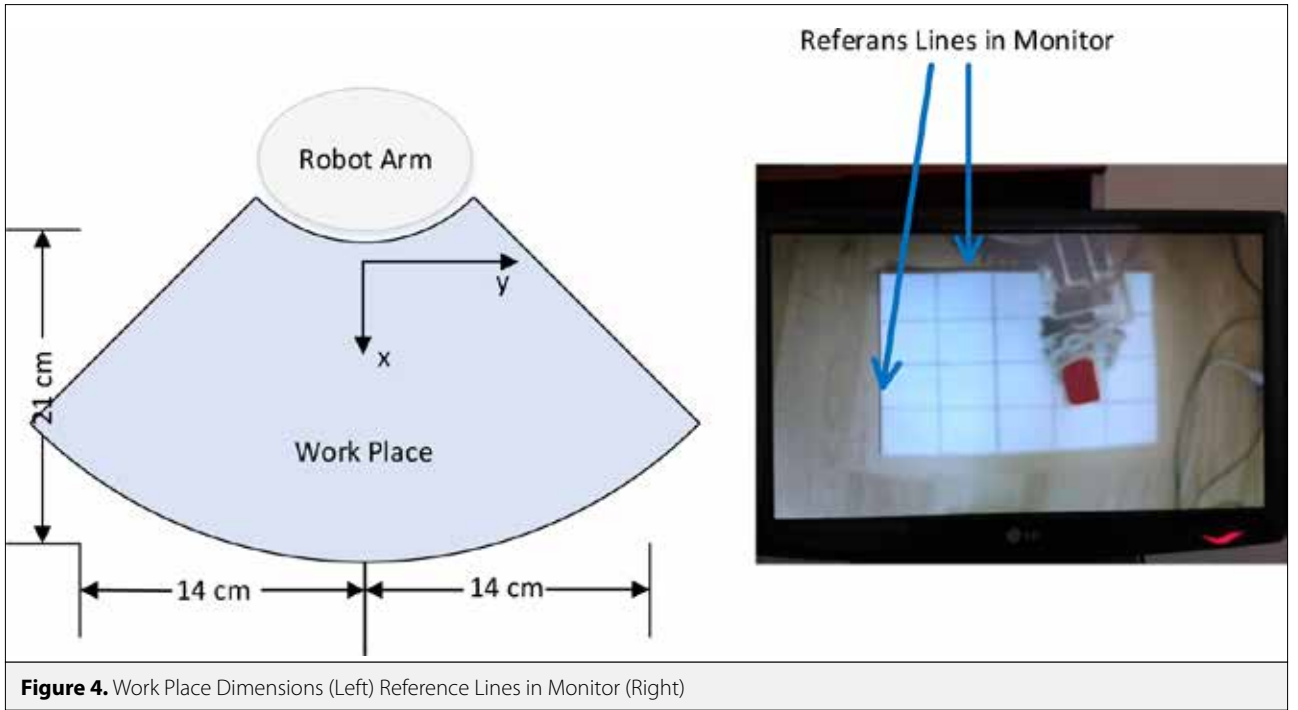 Referans Lines in Monitor
Robot Arm
y
x
21 cm
Work Place
14 cm
14 cm
LG
Figure 4. Work Place Dimensions (Left) Reference Lines in Monitor (Right)